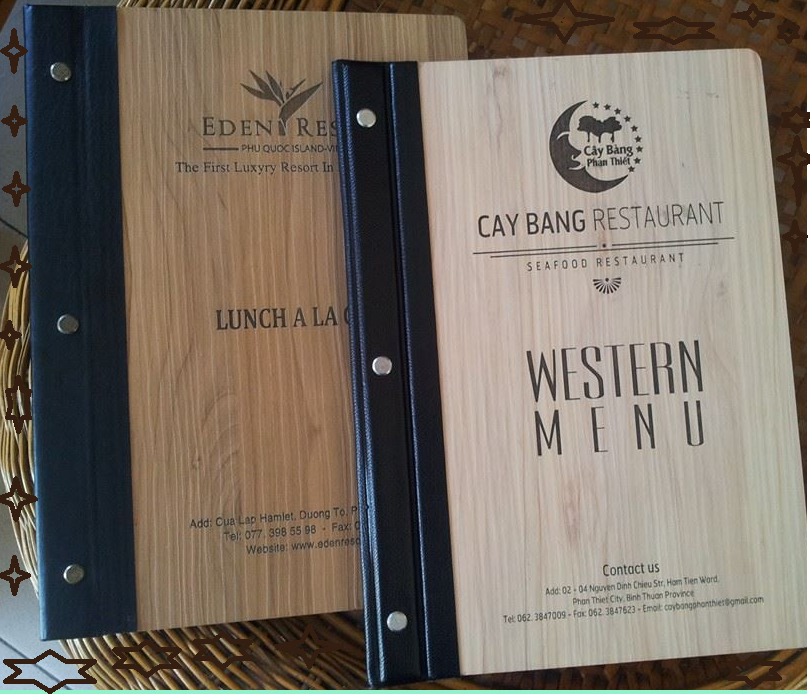 EDEN RES
PHU QUOC ISLAND-VI
The First Luxyry Resort In
LUNCH A LA
Add: Cua Lap Hamlet, Duong To, P
Tel: 077. 398 55 98 - Fax: 0
Website: www.edenreso
Cây Bàng
Phan Thiết
CAY BANG RESTAURANT
SEAFOOD RESTAURANT
WESTERN
MENU
Contact us
Add: 02 - 04 Nguyen Dinh Chieu Str, Ham Tien Ward,
Phan Thiet City, Binh Thuan Province
Tel: 062. 3847009 - Fax: 062. 3847623 - Email: caybangphanthiet@gmail.com